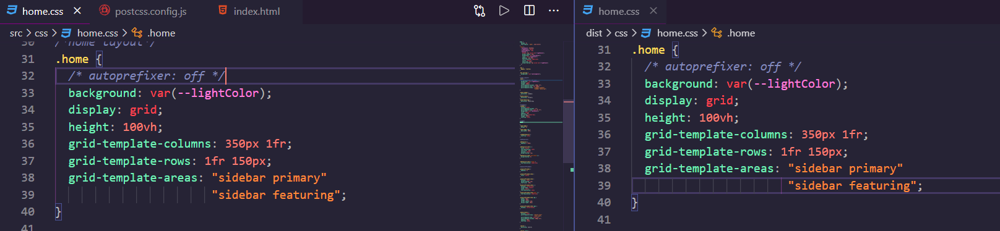 home.css
postcss.config.js
index.html
home.css
src > css > home.css > .home
dist > css > home.css > .home
30 /*home layout*/
31 .home {
32 /* autoprefixer: off */
33 background: var(--lightColor);
34 display: grid;
35 height: 100vh;
36 grid-template-columns: 350px 1fr;
37 grid-template-rows: 1fr 150px;
38 grid-template-areas: "sidebar primary"
39 "sidebar featuring";
40 }
41
31 .home {
32 /* autoprefixer: off */
33 background: var(--lightColor);
34 display: grid;
35 height: 100vh;
36 grid-template-columns: 350px 1fr;
37 grid-template-rows: 1fr 150px;
38 grid-template-areas: "sidebar primary"
39 "sidebar featuring";
40 }
41